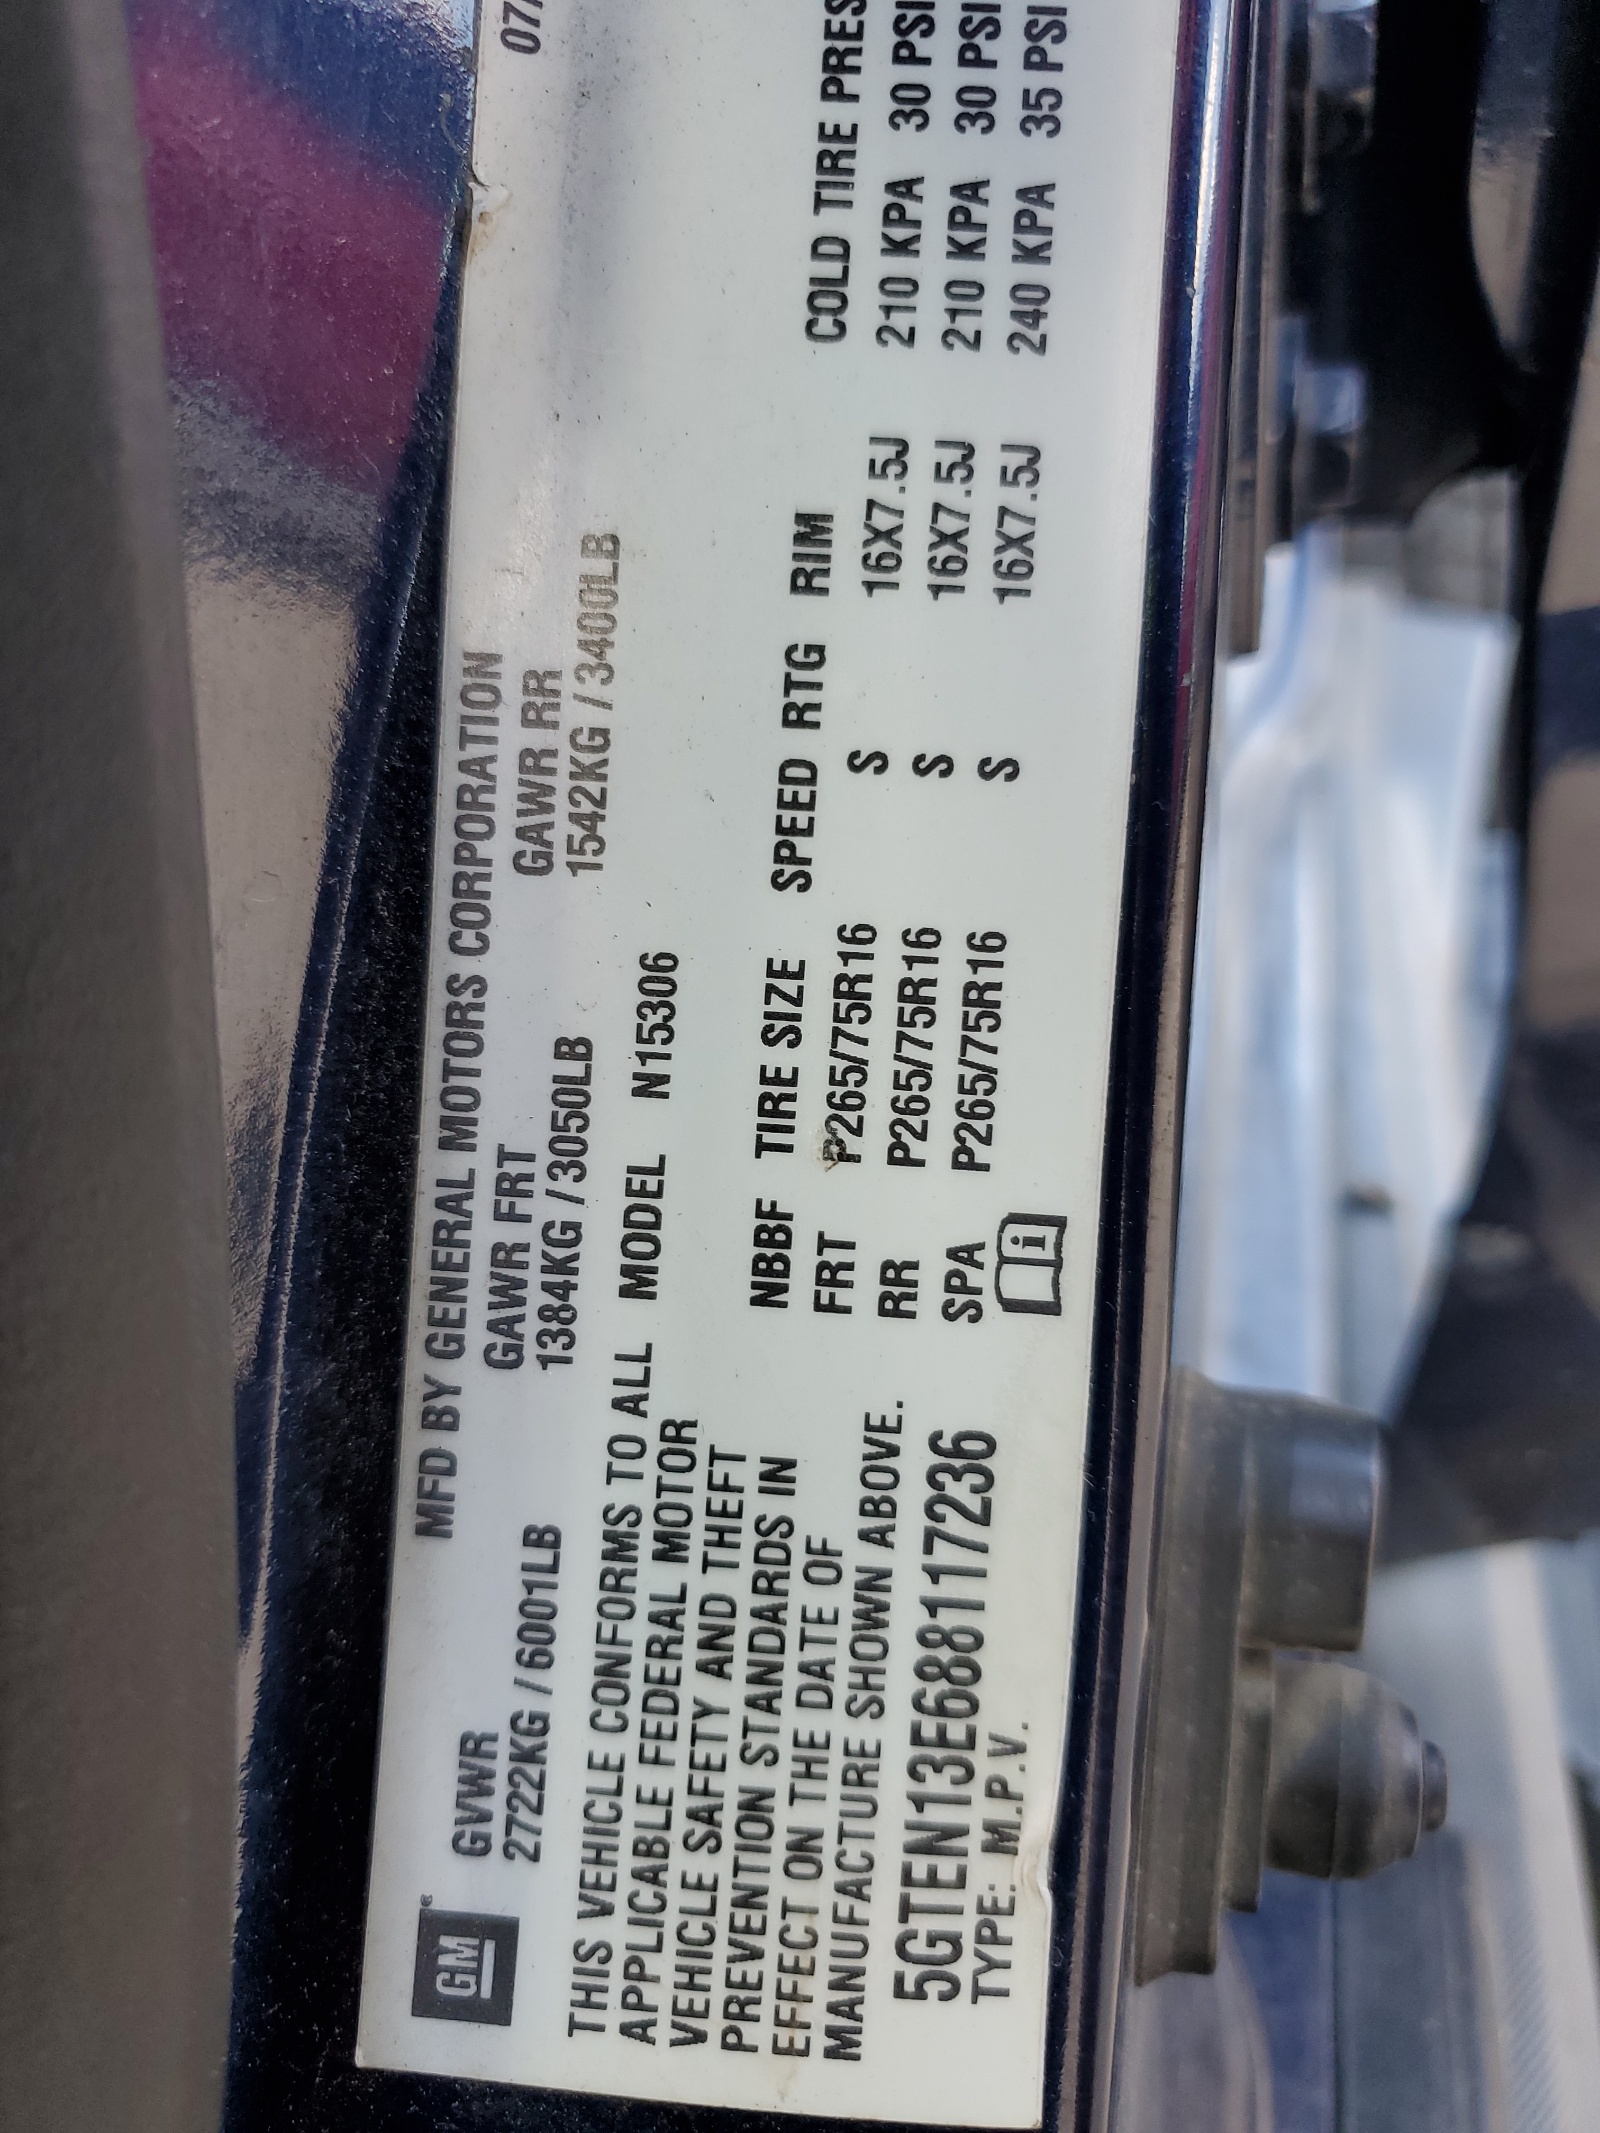 GM
MFD BY GENERAL MOTORS CORPORATION 07/
GVWR GAWR FRT GAWR RR
2722KG / 6001LB 1384KG / 3050LB 1542KG / 3400LB
THIS VEHICLE CONFORMS TO ALL
APPLICABLE FEDERAL MOTOR
VEHICLE SAFETY AND THEFT
PREVENTION STANDARDS IN
EFFECT ON THE DATE OF
MANUFACTURE SHOWN ABOVE.
5GTEN13E688117236
TYPE: M.P.V.
MODEL N15306
NBBF TIRE SIZE SPEED RTG RIM COLD TIRE PRES
FRT P265/75R16 S 16X7.5J 210 KPA 30 PSI
RR P265/75R16 S 16X7.5J 210 KPA 30 PSI
SPA P265/75R16 S 16X7.5J 240 KPA 35 PSI
i